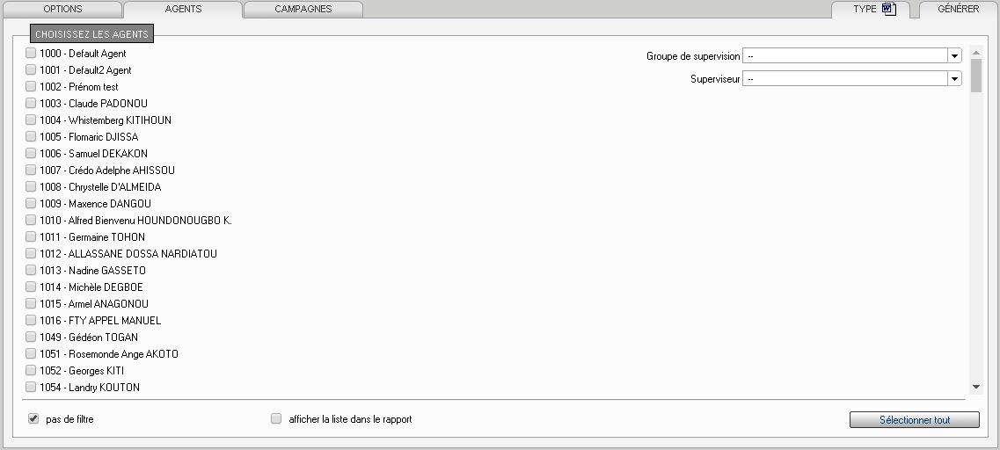 OPTIONS AGENTS CAMPAGNES TYPE GÉNÉRER
CHOISISSEZ LES AGENTS
1000 - Default Agent
Groupe de supervision --
1001 - Default2 Agent
Superviseur --
1002 - Prénom test
1003 - Claude PADONOU
1004 - Whistemberg KITIHOUN
1005 - Flomaric DJISSA
1006 - Samuel DEKAKON
1007 - Crédo Adelphe AHISSOU
1008 - Chrystelle D'ALMEIDA
1009 - Maxence DANGOU
1010 - Alfred Bienvenu HOUNDONOUGBO K.
1011 - Germaine TOHON
1012 - ALLASSANE DOSSA NARDIATOU
1013 - Nadine GASSETO
1014 - Michèle DEGBOE
1015 - Armel ANAGONOU
1016 - FTY APPEL MANUEL
1049 - Gédéon TOGAN
1051 - Rosemonde Ange AKOTO
1052 - Georges KITI
1054 - Landry KOUTON
pas de filtre afficher la liste dans le rapport Sélectionner tout